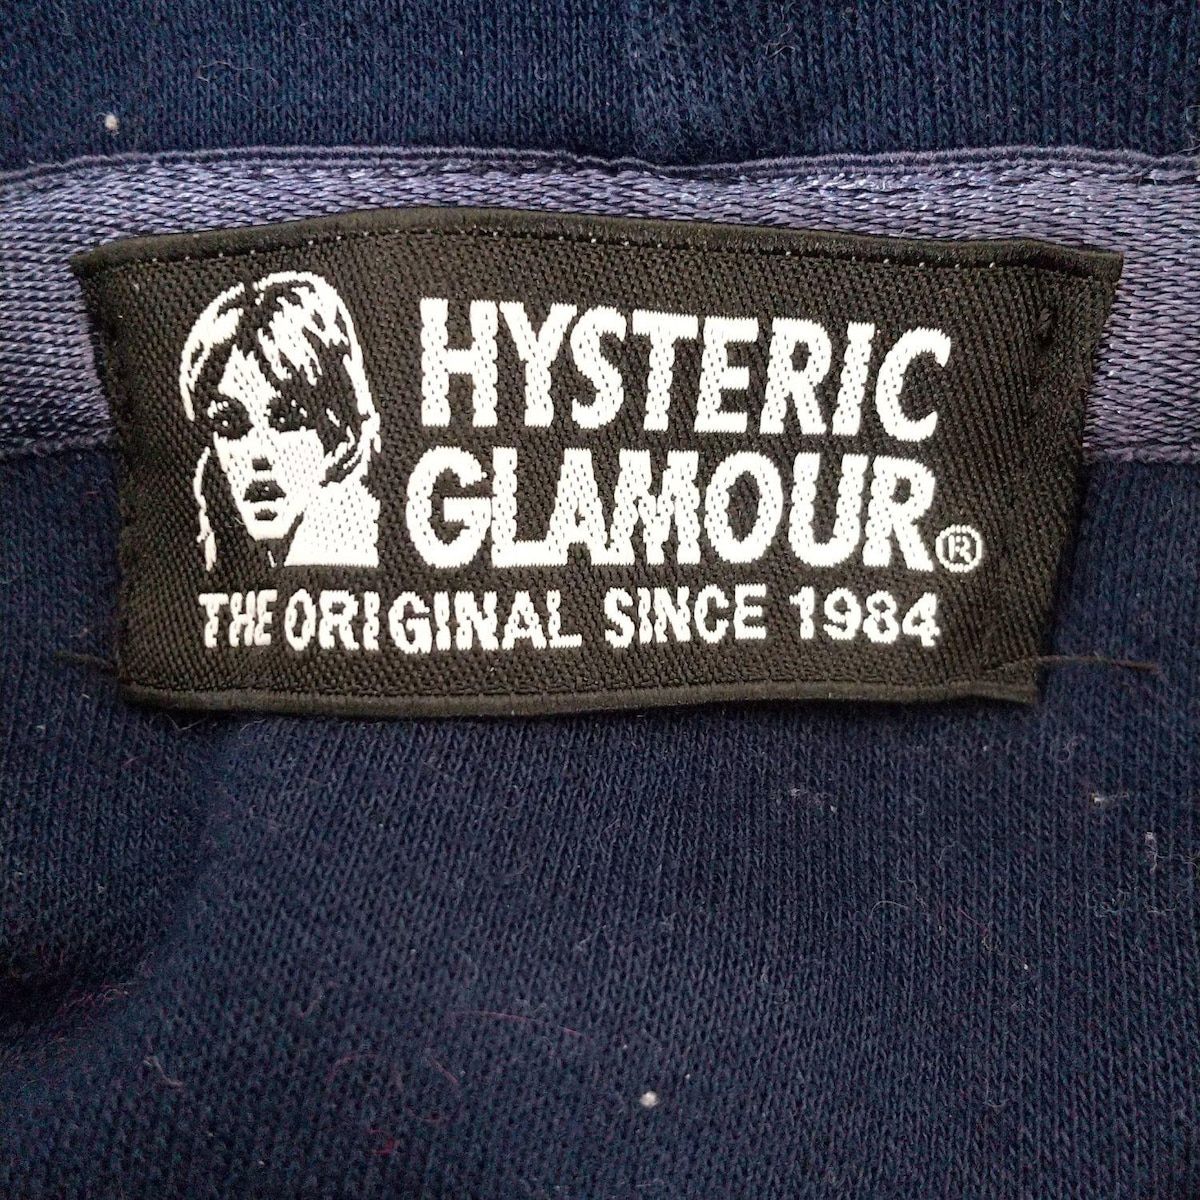 HYSTERIC
GLAMOUR®
THE ORIGINAL SINCE 1984